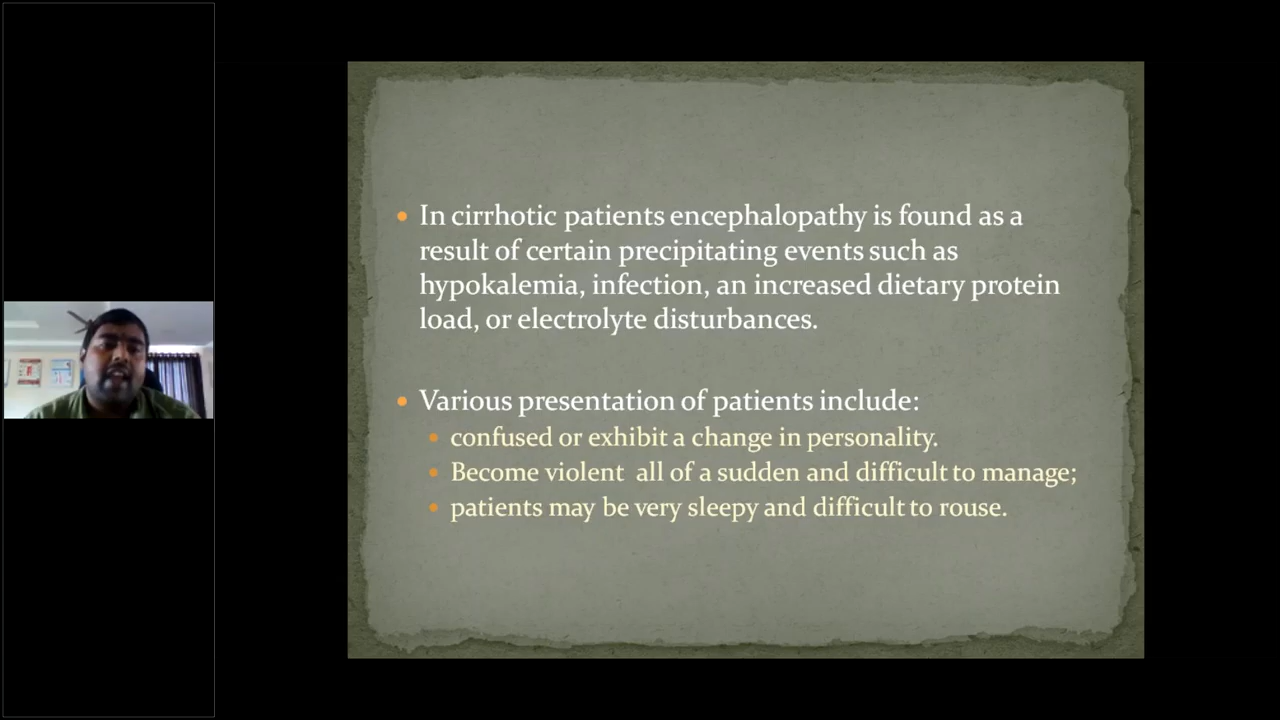 In cirrhotic patients encephalopathy is found as a
result of certain precipitating events such as
hypokalemia, infection, an increased dietary protein
load, or electrolyte disturbances.
Various presentation of patients include:
confused or exhibit a change in personality.
Become violent all of a sudden and difficult to manage;
patients may be very sleepy and difficult to rouse.